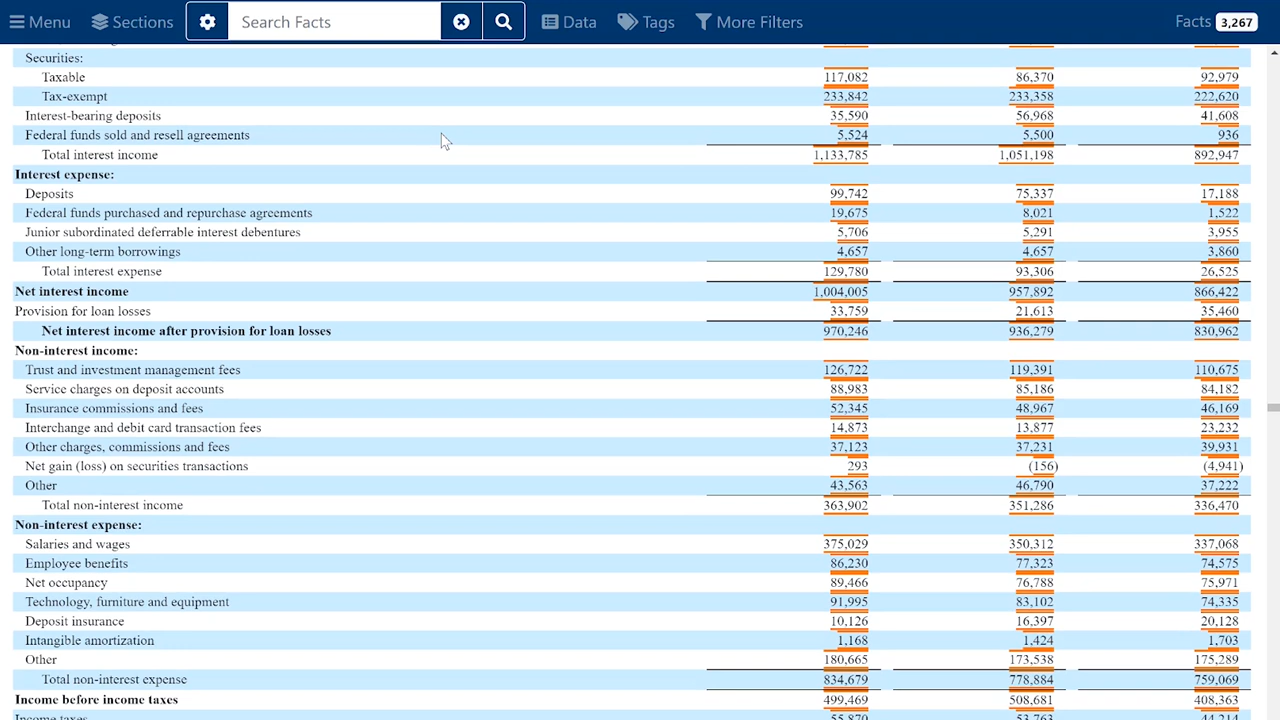 Menu Sections Search Facts Data Tags More Filters Facts 3,267
Securities:
Taxable 117,082 86,370 92,979
Tax-exempt 233,842 233,358 222,620
Interest-bearing deposits 35,590 56,968 41,608
Federal funds sold and resell agreements 5,524 5,500 936
Total interest income 1,133,785 1,051,198 892,947
Interest expense:
Deposits 99,742 75,337 17,188
Federal funds purchased and repurchase agreements 19,675 8,021 1,522
Junior subordinated deferrable interest debentures 5,706 5,291 3,955
Other long-term borrowings 4,657 4,657 3,860
Total interest expense 129,780 93,306 26,525
Net interest income 1,004,005 957,892 866,422
Provision for loan losses 33,759 21,613 35,460
Net interest income after provision for loan losses 970,246 936,279 830,962
Non-interest income:
Trust and investment management fees 126,722 119,391 110,675
Service charges on deposit accounts 88,983 85,186 84,182
Insurance commissions and fees 52,345 48,967 46,169
Interchange and debit card transaction fees 14,873 13,877 23,232
Other charges, commissions and fees 37,123 37,231 39,931
Net gain (loss) on securities transactions 293 (156) (4,941)
Other 43,563 46,790 37,222
Total non-interest income 363,902 351,286 336,470
Non-interest expense:
Salaries and wages 375,029 350,312 337,068
Employee benefits 86,230 77,323 74,575
Net occupancy 89,466 76,788 75,971
Technology, furniture and equipment 91,995 83,102 74,335
Deposit insurance 10,126 16,397 20,128
Intangible amortization 1,168 1,424 1,703
Other 180,665 173,538 175,289
Total non-interest expense 834,679 778,884 759,069
Income before income taxes 499,469 508,681 408,363
Income taxes 55,870 53,763 44,214